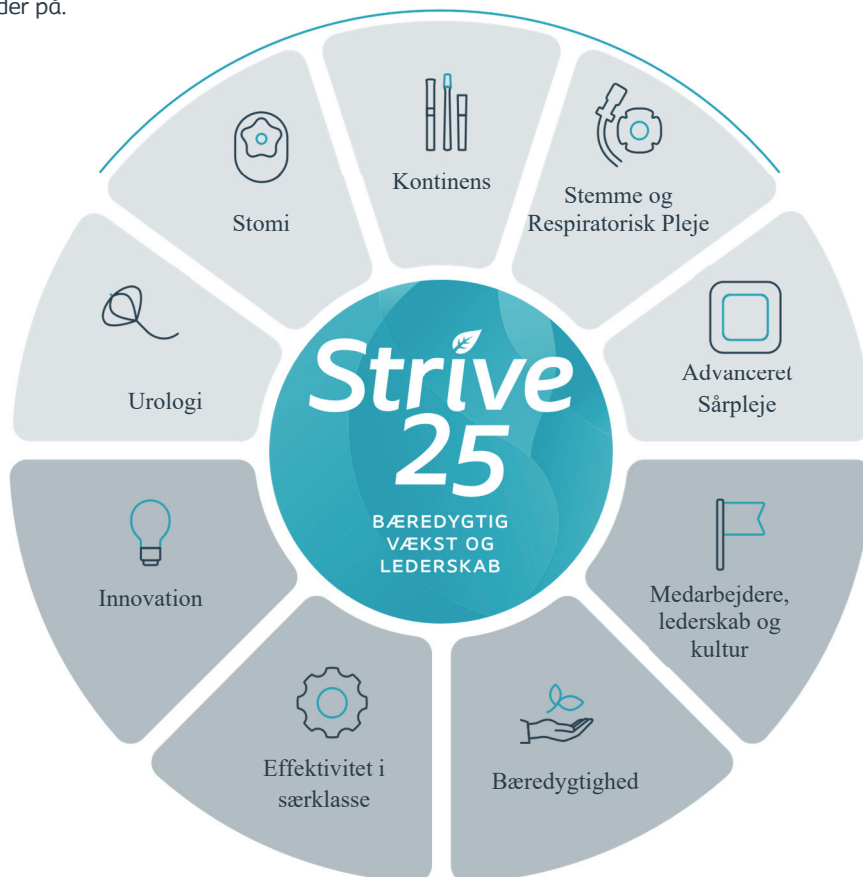 der på.
Kontinens
Stomi
Stemme og
Respiratorisk Pleje
Urologi
Advanceret
Sårpleje
Strive
25
BÆREDYGTIG
VÆKST OG
LEDERSKAB
Innovation
Medarbejdere,
lederskab og
kultur
Effektivitet i
særklasse
Bæredygtighed